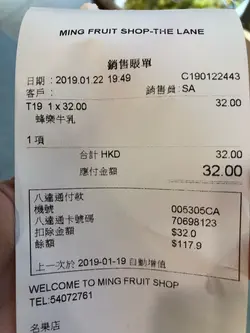 MING FRUIT SHOP-THE LANE
銷售賬單
日期：2019.01.22 19:49 C190122443
客戶： 銷售員：SA
T19 1 x 32.00 32.00
蜂樂牛乳
1 項
合計 HKD 32.00
應付金額 32.00
八達通付款
機號 005305CA
八達通卡號碼 70698123
扣除金額 $32.0
餘額 $117.9
上一次於 2019-01-19 自動增值
WELCOME TO MING FRUIT SHOP
TEL:54072761
名果店